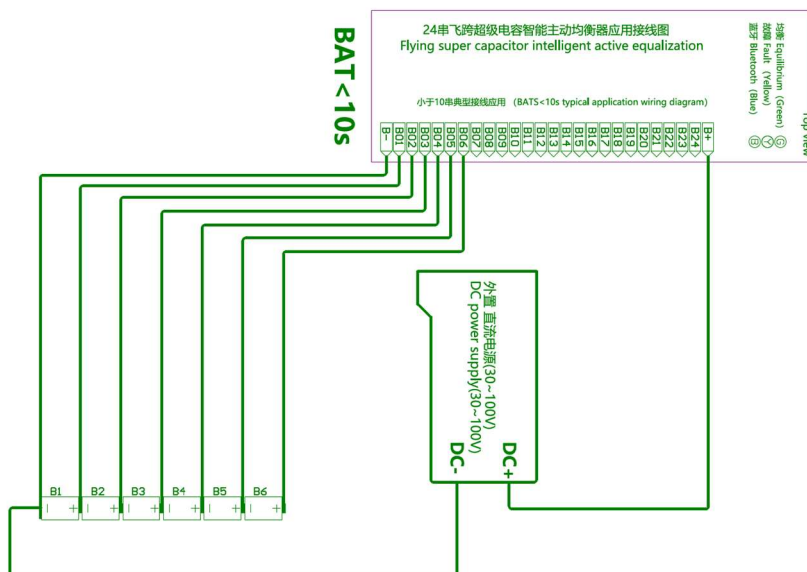 24串飞跨超级电容智能主动均衡器应用接线图
Flying super capacitor intelligent active equalization
小于10串典型接线应用 （BATS<10s typical application wiring diagram）
BAT<10s
均衡 Equilibrium (Green) G
故障 Fault (Yellow) Y
蓝牙 Bluetooth (Blue) B
B- B01 B02 B03 B04 B05 B06 B07 B08 B09 B10 B11 B12 B13 B14 B15 B16 B17 B18 B19 B20 B21 B22 B23 B24 B+
外置 直流电源(30~100V)
DC power supply(30~100V)
DC- DC+
B1 B2 B3 B4 B5 B6
- + - + - + - + - + - +